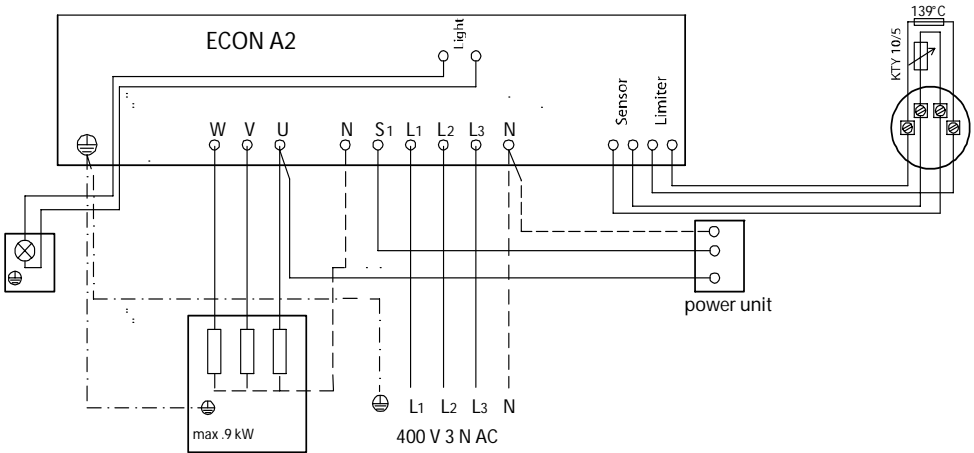 139°C
ECON A2
Light
KTY 10/5
Sensor
Limiter
W V U N S1 L1 L2 L3 N
power unit
L1 L2 L3 N
max .9 kW
400 V 3 N AC